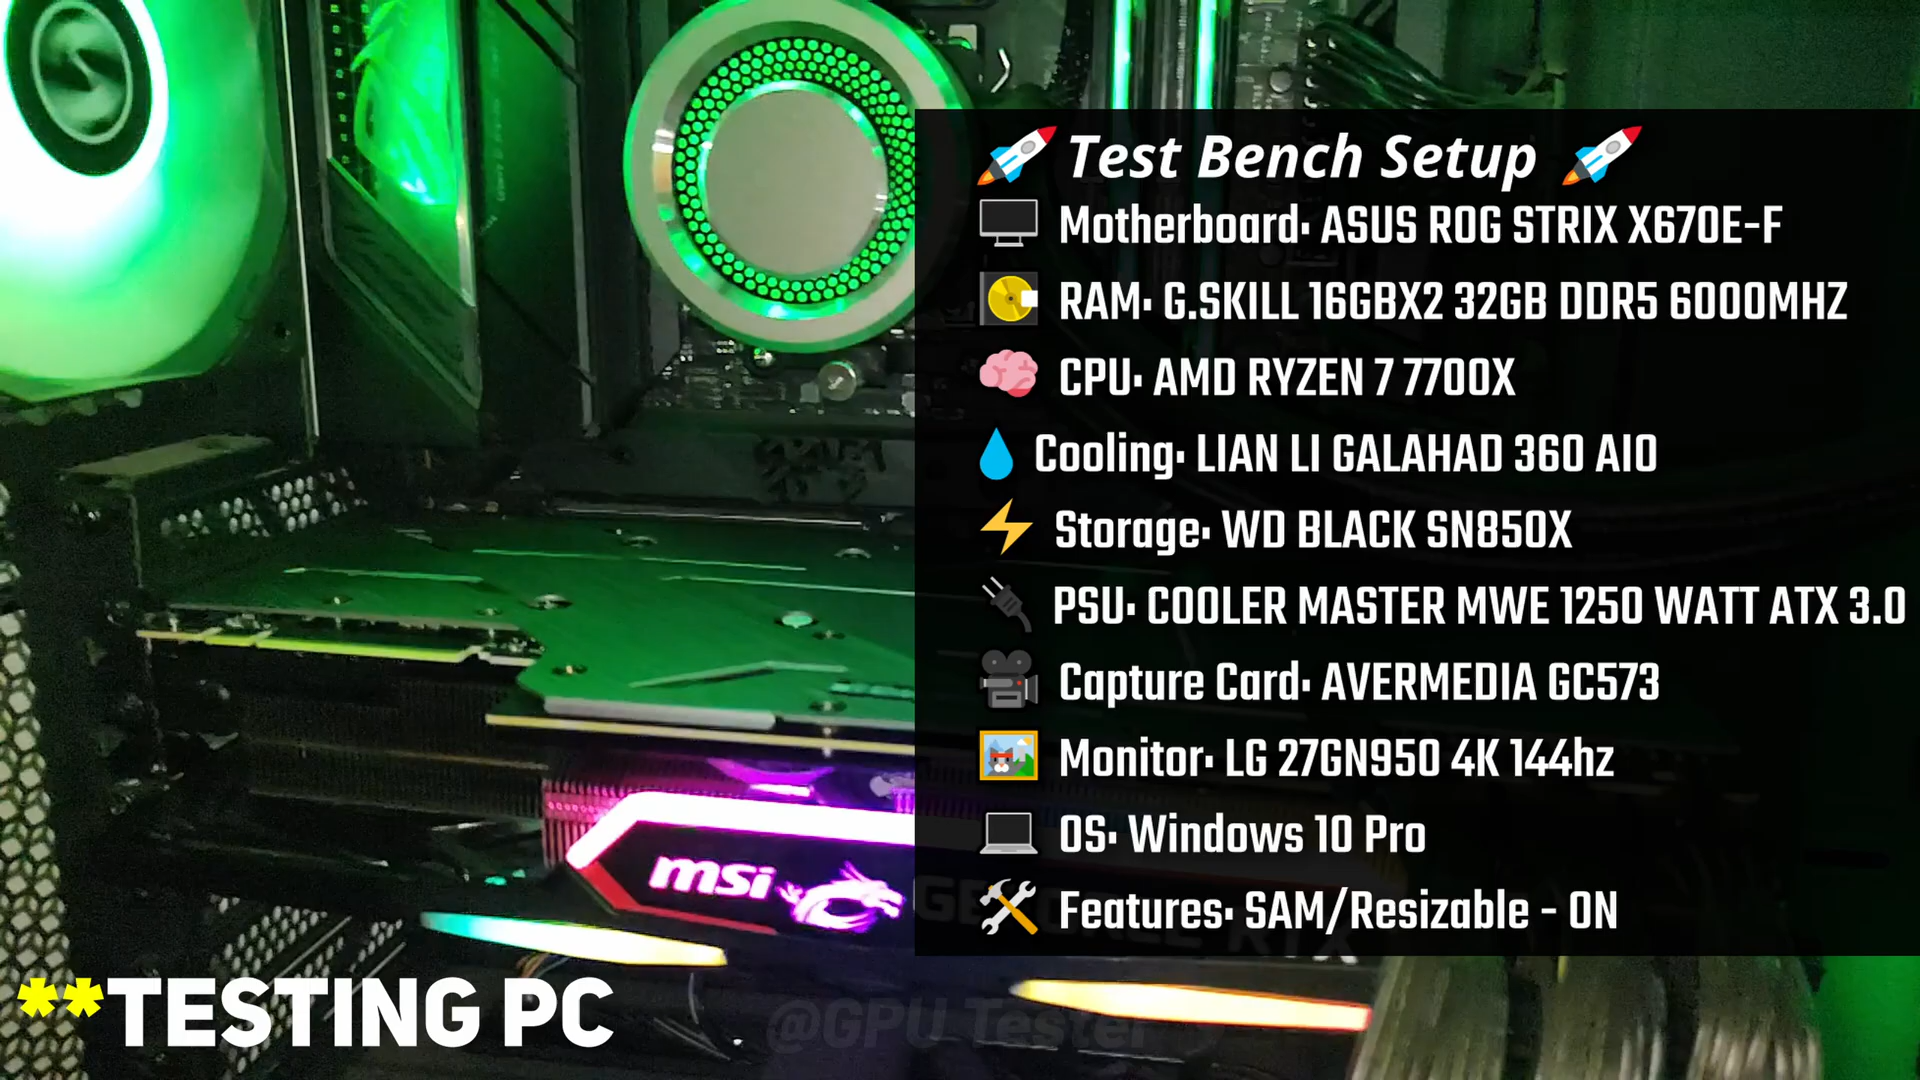 Test Bench Setup
Motherboard: ASUS ROG STRIX X670E-F
RAM: G.SKILL 16GBX2 32GB DDR5 6000MHZ
CPU: AMD RYZEN 7 7700X
Cooling: LIAN LI GALAHAD 360 AIO
Storage: WD BLACK SN850X
PSU: COOLER MASTER MWE 1250 WATT ATX 3.0
Capture Card: AVERMEDIA GC573
Monitor: LG 27GN950 4K 144hz
OS: Windows 10 Pro
Features: SAM/Resizable - ON
msi
GEFORCE RTX
**TESTING PC
@GPU Tester